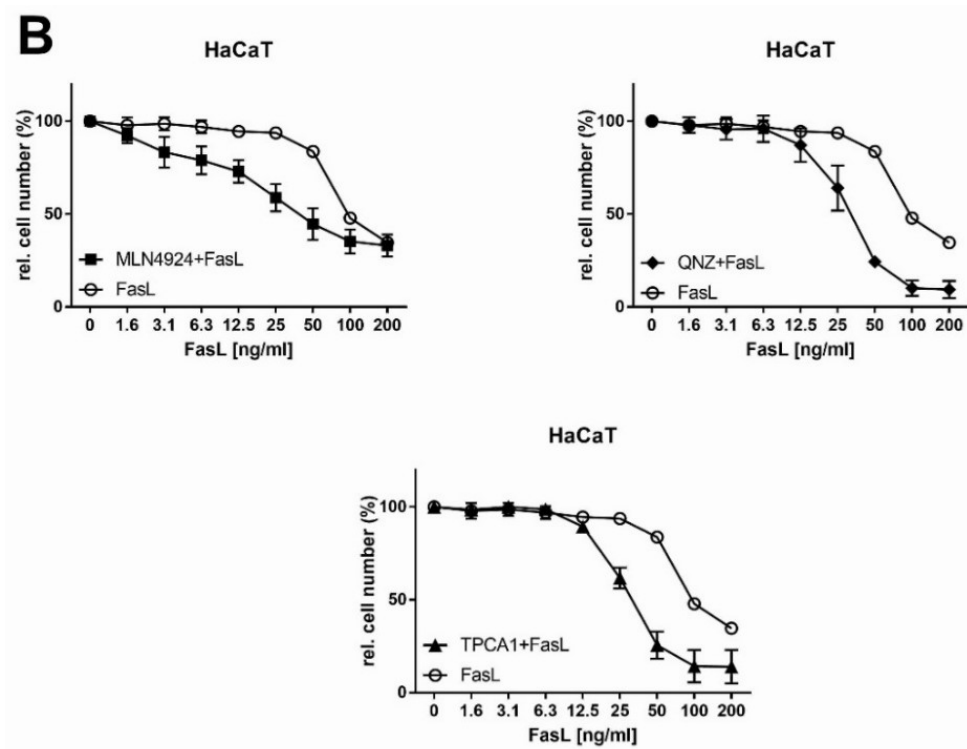 B
HaCaT
rel. cell number (%)
100
50
0
MLN4924+FasL
FasL
0 1.6 3.1 6.3 12.5 25 50 100 200
FasL [ng/ml]
HaCaT
rel. cell number (%)
100
50
0
QNZ+FasL
FasL
0 1.6 3.1 6.3 12.5 25 50 100 200
FasL [ng/ml]
HaCaT
rel. cell number (%)
100
50
0
TPCA1+FasL
FasL
0 1.6 3.1 6.3 12.5 25 50 100 200
FasL [ng/ml]